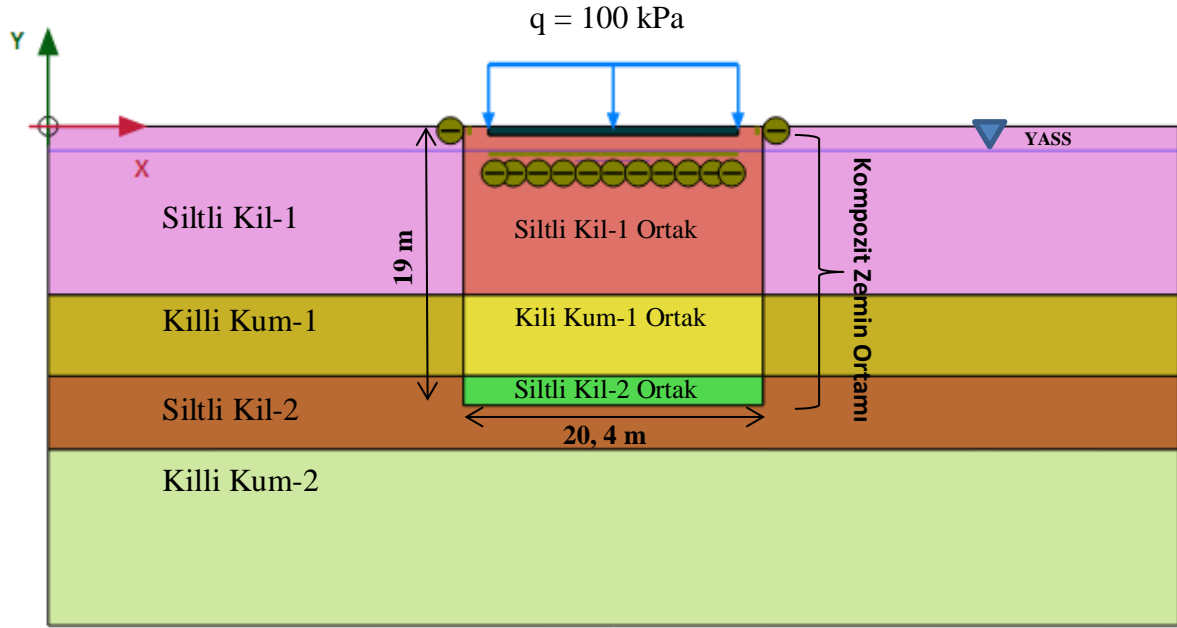 q = 100 kPa
Y
X
YASS
Siltli Kil-1
Siltli Kil-1 Ortak
19 m
Kompozit Zemin Ortamı
Killi Kum-1
Kili Kum-1 Ortak
Siltli Kil-2
Siltli Kil-2 Ortak
20, 4 m
Killi Kum-2